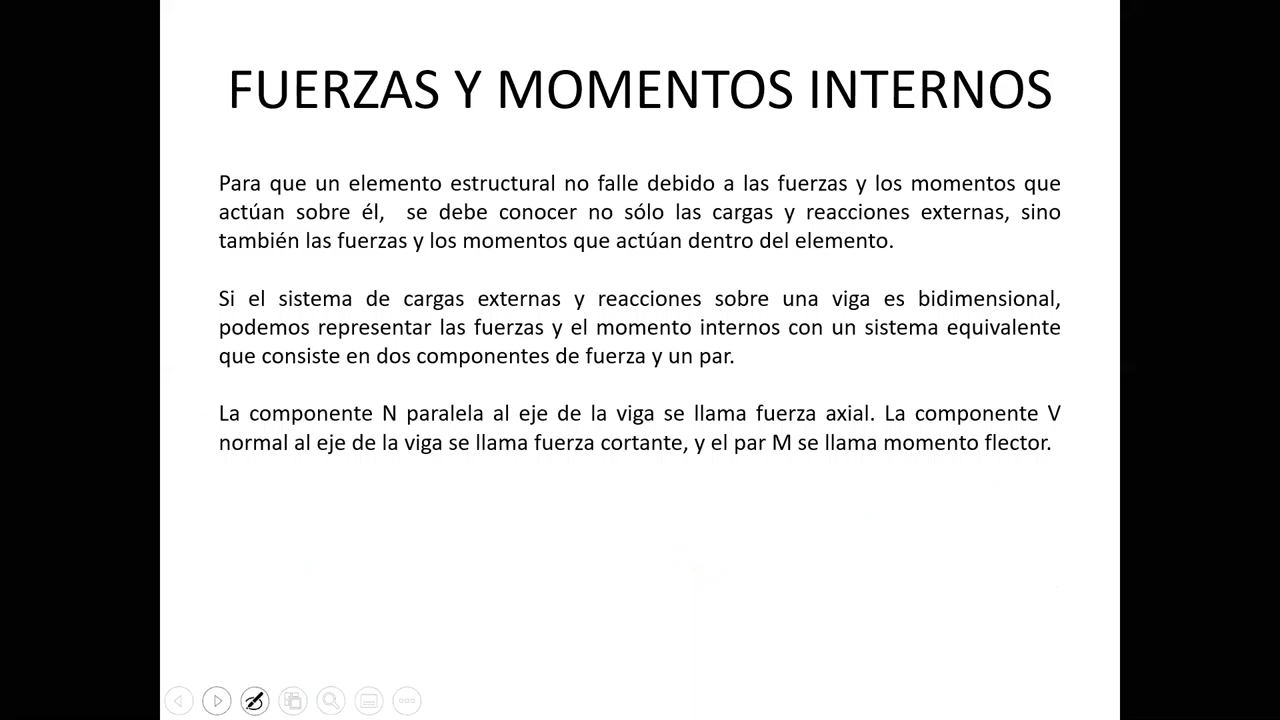 FUERZAS Y MOMENTOS INTERNOS
Para que un elemento estructural no falle debido a las fuerzas y los momentos que
actúan sobre él, se debe conocer no sólo las cargas y reacciones externas, sino
también las fuerzas y los momentos que actúan dentro del elemento.
Si el sistema de cargas externas y reacciones sobre una viga es bidimensional,
podemos representar las fuerzas y el momento internos con un sistema equivalente
que consiste en dos componentes de fuerza y un par.
La componente N paralela al eje de la viga se llama fuerza axial. La componente V
normal al eje de la viga se llama fuerza cortante, y el par M se llama momento flector.